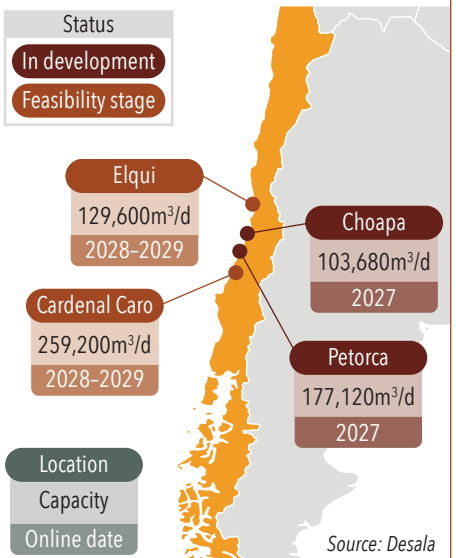 Status
In development
Feasibility stage
Elqui
129,600m³/d
2028–2029
Choapa
103,680m³/d
2027
Cardenal Caro
259,200m³/d
2028–2029
Petorca
177,120m³/d
2027
Location
Capacity
Online date
Source: Desala